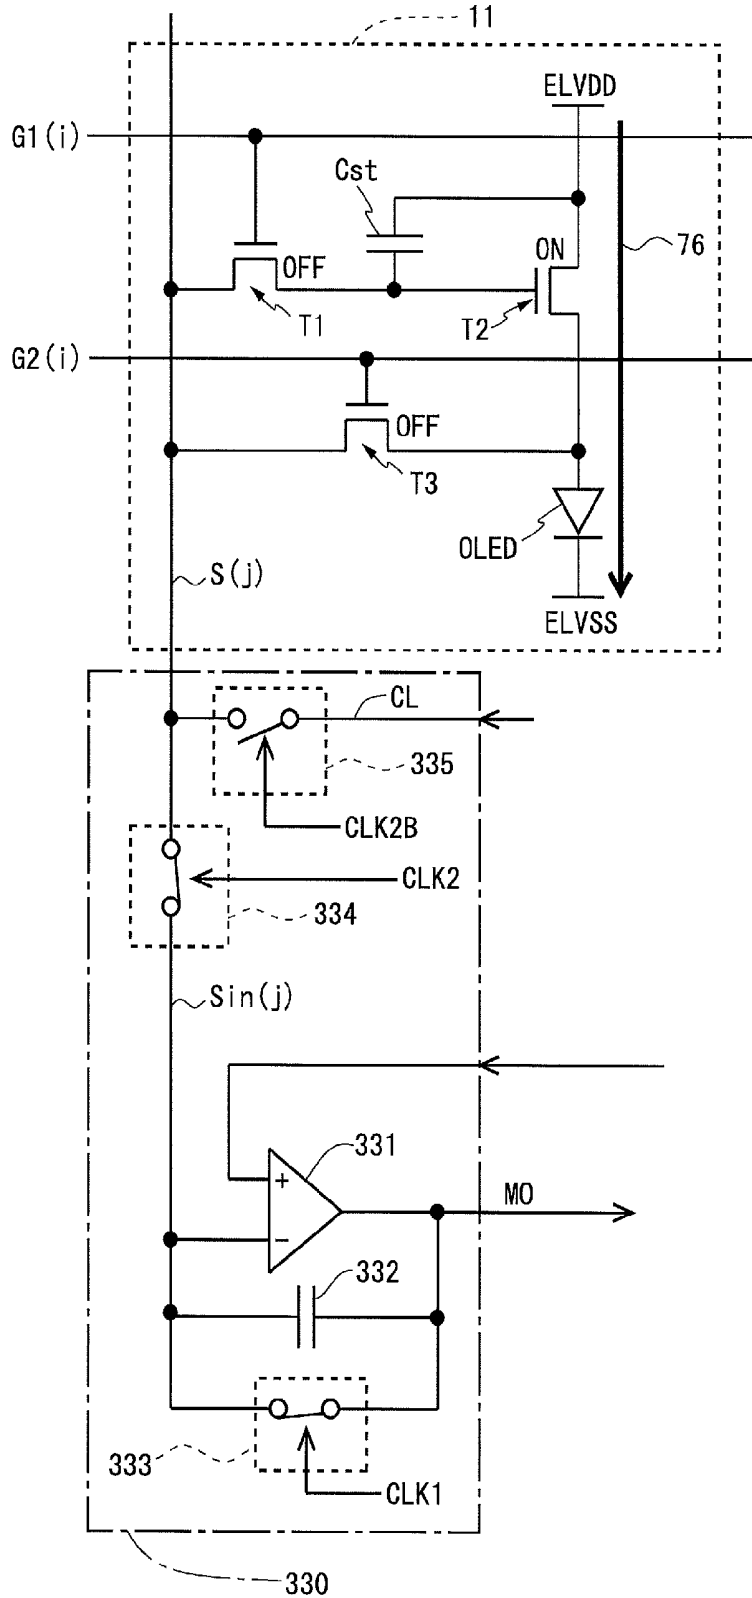 11
ELVDD
G1(i)
Cst
ON
76
OFF
T1
T2
G2(i)
OFF
T3
OLED
S(j)
ELVSS
CL
335
CLK2B
CLK2
334
Sin(j)
331
+
MO
−
332
333
CLK1
330